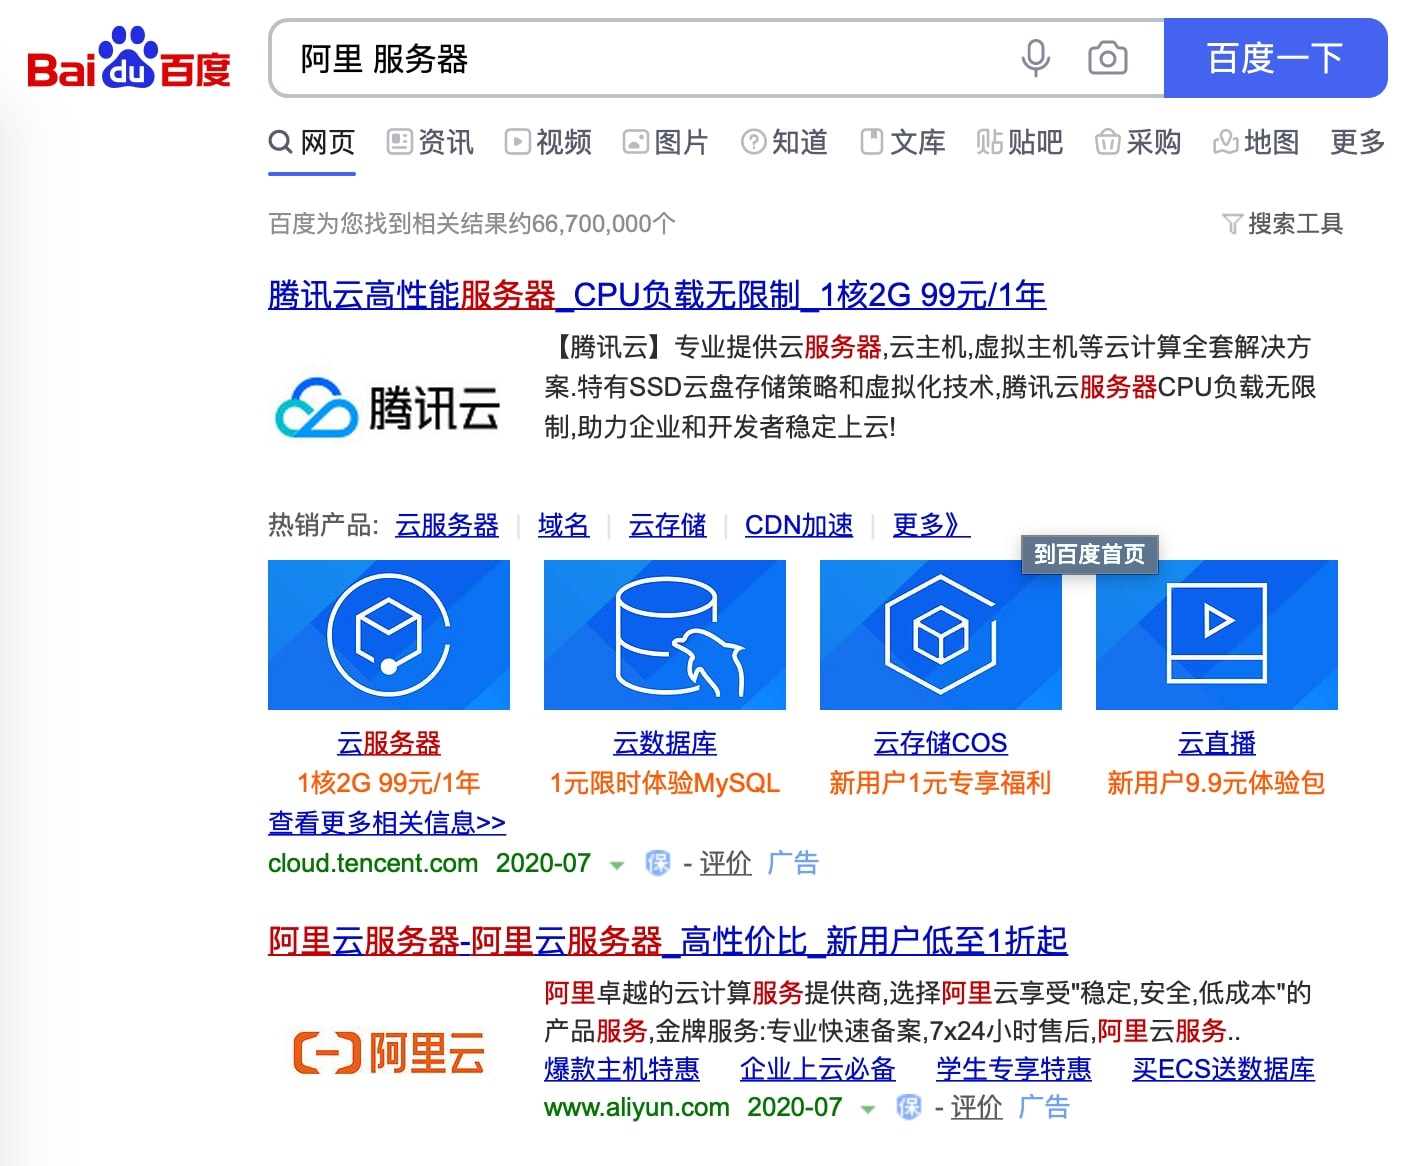 Bai du 百度
阿里 服务器
百度一下
网页 资讯 视频 图片 知道 文库 贴 贴吧 采购 地图 更多
百度为您找到相关结果约66,700,000个
搜索工具
腾讯云高性能服务器_CPU负载无限制_1核2G 99元/1年
腾讯云
【腾讯云】专业提供云服务器,云主机,虚拟主机等云计算全套解决方
案.特有SSD云盘存储策略和虚拟化技术,腾讯云服务器CPU负载无限
制,助力企业和开发者稳定上云!
热销产品: 云服务器 | 域名 | 云存储 | CDN加速 | 更多》
到百度首页
云服务器 云数据库 云存储COS 云直播
1核2G 99元/1年 1元限时体验MySQL 新用户1元专享福利 新用户9.9元体验包
查看更多相关信息>>
cloud.tencent.com 2020-07 保 - 评价 广告
阿里云服务器-阿里云服务器_高性价比_新用户低至1折起
阿里云
阿里卓越的云计算服务提供商,选择阿里云享受"稳定,安全,低成本"的
产品服务,金牌服务:专业快速备案,7x24小时售后,阿里云服务..
爆款主机特惠 企业上云必备 学生专享特惠 买ECS送数据库
www.aliyun.com 2020-07 保 - 评价 广告